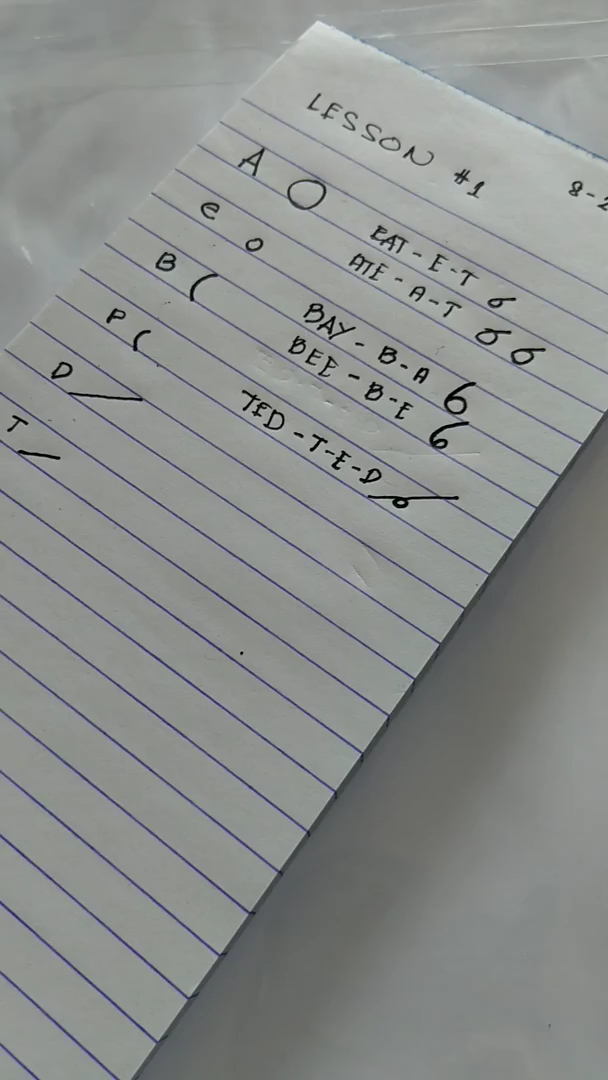 LESSON #1
A
e
B
P
D
T
EAT - E-T
ATE - A-T
BAY - B-A
BEE - B-E
TED - T-E-D